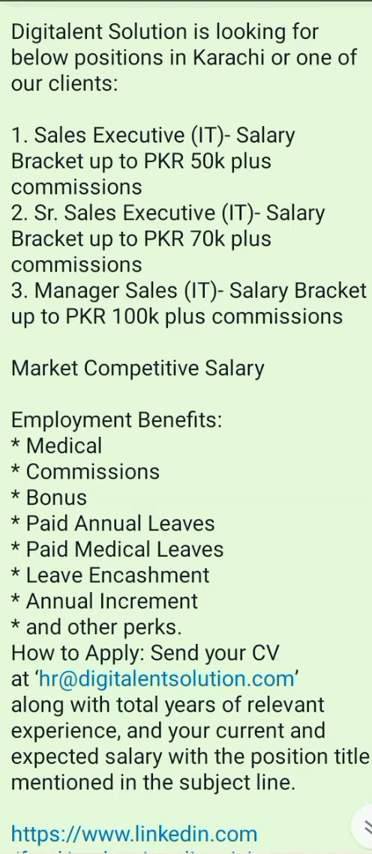 Digitalent Solution is looking for
below positions in Karachi or one of
our clients:
1. Sales Executive (IT)- Salary
Bracket up to PKR 50k plus
commissions
2. Sr. Sales Executive (IT)- Salary
Bracket up to PKR 70k plus
commissions
3. Manager Sales (IT)- Salary Bracket
up to PKR 100k plus commissions
Market Competitive Salary
Employment Benefits:
* Medical
* Commissions
* Bonus
* Paid Annual Leaves
* Paid Medical Leaves
* Leave Encashment
* Annual Increment
* and other perks.
How to Apply: Send your CV
at ‘hr@digitalentsolution.com’
along with total years of relevant
experience, and your current and
expected salary with the position title
mentioned in the subject line.
https://www.linkedin.com